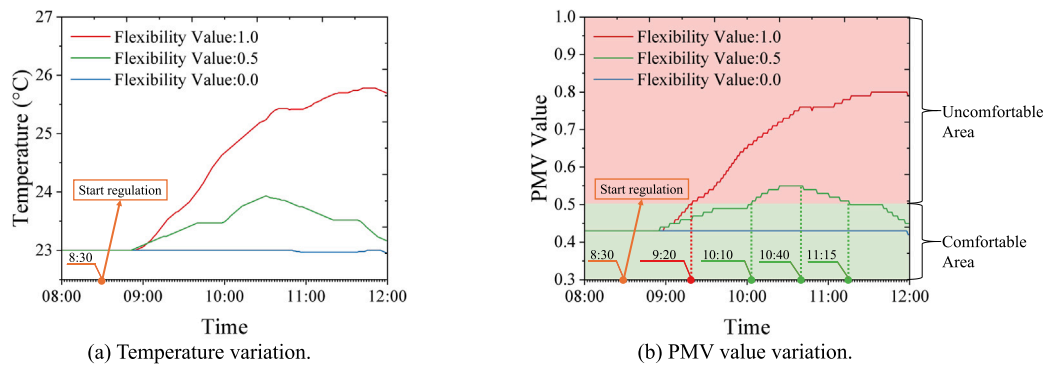 27
26
25
24
23
Temperature (°C)
Flexibility Value:1.0
Flexibility Value:0.5
Flexibility Value:0.0
Start regulation
8:30
08:00 09:00 10:00 11:00 12:00
Time
(a) Temperature variation.
1.0
0.9
0.8
0.7
0.6
0.5
0.4
0.3
PMV Value
Flexibility Value:1.0
Flexibility Value:0.5
Flexibility Value:0.0
Start regulation
8:30 9:20 10:10 10:40 11:15
08:00 09:00 10:00 11:00 12:00
Time
(b) PMV value variation.
Uncomfortable
Area
Comfortable
Area